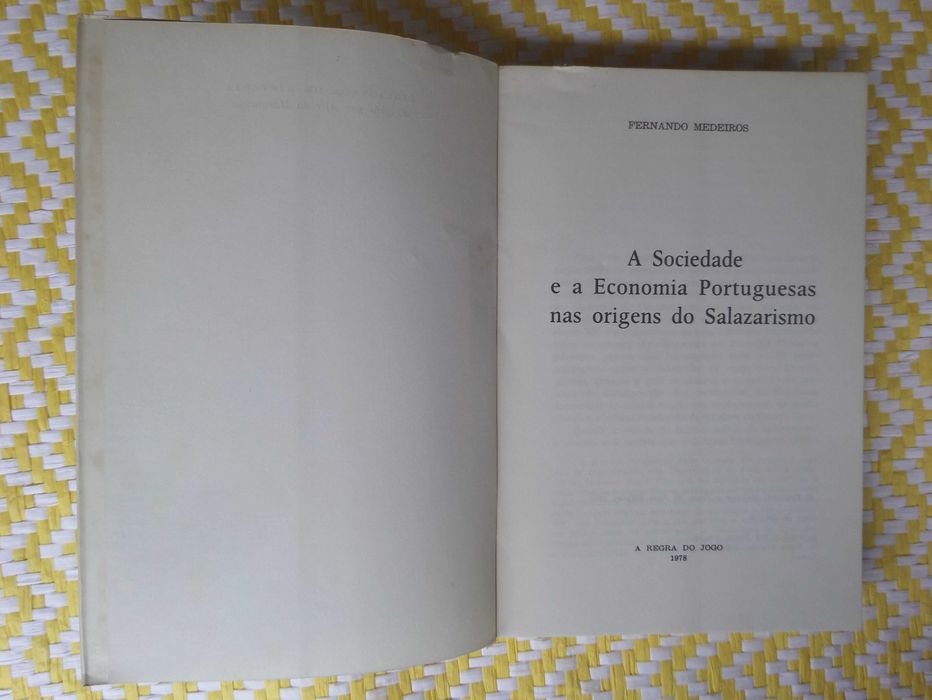 FERNANDO MEDEIROS
A Sociedade
e a Economia Portuguesas
nas origens do Salazarismo
A REGRA DO JOGO
1978